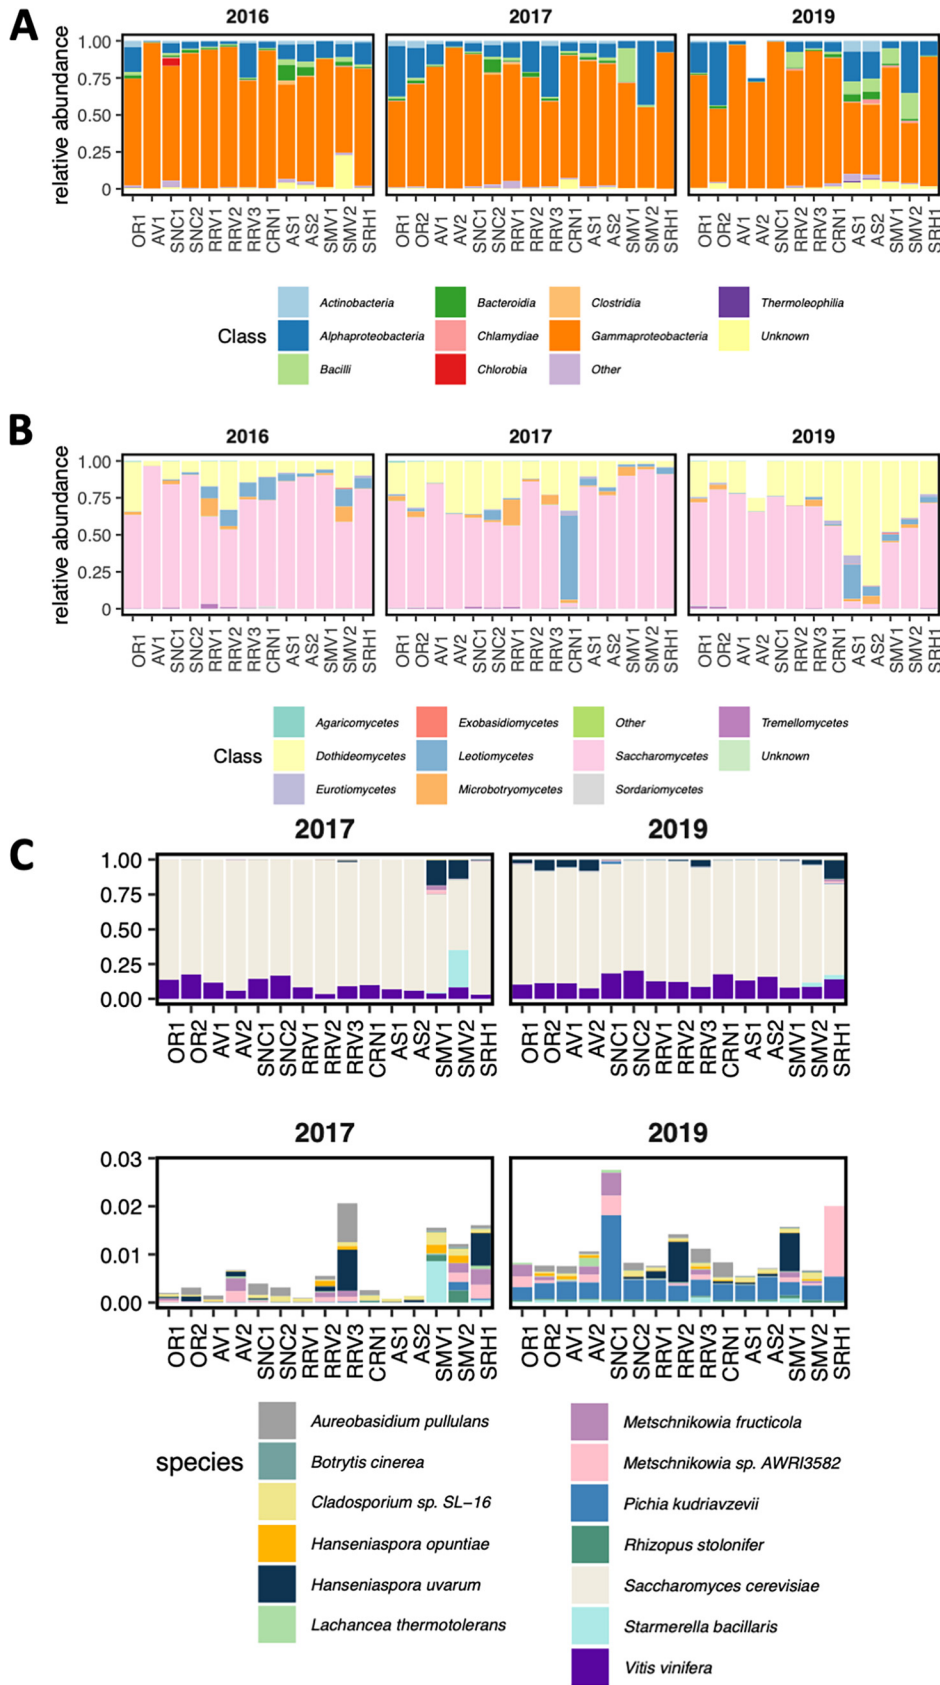 A
2016 2017 2019
relative abundance
1.00
0.75
0.50
0.25
0
OR1 AV1 SNC1 SNC2 RRV1 RRV2 RRV3 CRN1 AS1 AS2 SMV1 SMV2 SRH1
OR1 OR2 AV1 AV2 SNC1 SNC2 RRV1 RRV2 RRV3 CRN1 AS1 AS2 SMV1 SMV2 SRH1
OR1 OR2 AV1 AV2 SNC1 RRV2 RRV3 CRN1 AS1 AS2 SMV1 SMV2 SRH1
Class
Actinobacteria Bacteroidia Clostridia Thermoleophilia
Alphaproteobacteria Chlamydiae Gammaproteobacteria Unknown
Bacilli Chlorobia Other
B
2016 2017 2019
relative abundance
1.00
0.75
0.50
0.25
0
OR1 AV1 SNC1 SNC2 RRV1 RRV2 RRV3 CRN1 AS1 AS2 SMV1 SMV2 SRH1
OR1 OR2 AV1 AV2 SNC1 SNC2 RRV1 RRV2 RRV3 CRN1 AS1 AS2 SMV1 SMV2 SRH1
OR1 OR2 AV1 AV2 SNC1 RRV2 RRV3 CRN1 AS1 AS2 SMV1 SMV2 SRH1
Class
Agaricomycetes Exobasidiomycetes Other Tremellomycetes
Dothideomycetes Leotiomycetes Saccharomycetes Unknown
Eurotiomycetes Microbotryomycetes Sordariomycetes
C
2017 2019
1.00
0.75
0.50
0.25
0.00
OR1 OR2 AV1 AV2 SNC1 SNC2 RRV1 RRV2 RRV3 CRN1 AS1 AS2 SMV1 SMV2 SRH1
OR1 OR2 AV1 AV2 SNC1 SNC2 RRV1 RRV2 RRV3 CRN1 AS1 AS2 SMV1 SMV2 SRH1
2017 2019
0.03
0.02
0.01
0.00
OR1 OR2 AV1 AV2 SNC1 SNC2 RRV1 RRV2 RRV3 CRN1 AS1 AS2 SMV1 SMV2 SRH1
OR1 OR2 AV1 AV2 SNC1 SNC2 RRV1 RRV2 RRV3 CRN1 AS1 AS2 SMV1 SMV2 SRH1
species
Aureobasidium pullulans
Botrytis cinerea
Cladosporium sp. SL−16
Hanseniaspora opuntiae
Hanseniaspora uvarum
Lachancea thermotolerans
Metschnikowia fructicola
Metschnikowia sp. AWRI3582
Pichia kudriavzevii
Rhizopus stolonifer
Saccharomyces cerevisiae
Starmerella bacillaris
Vitis vinifera